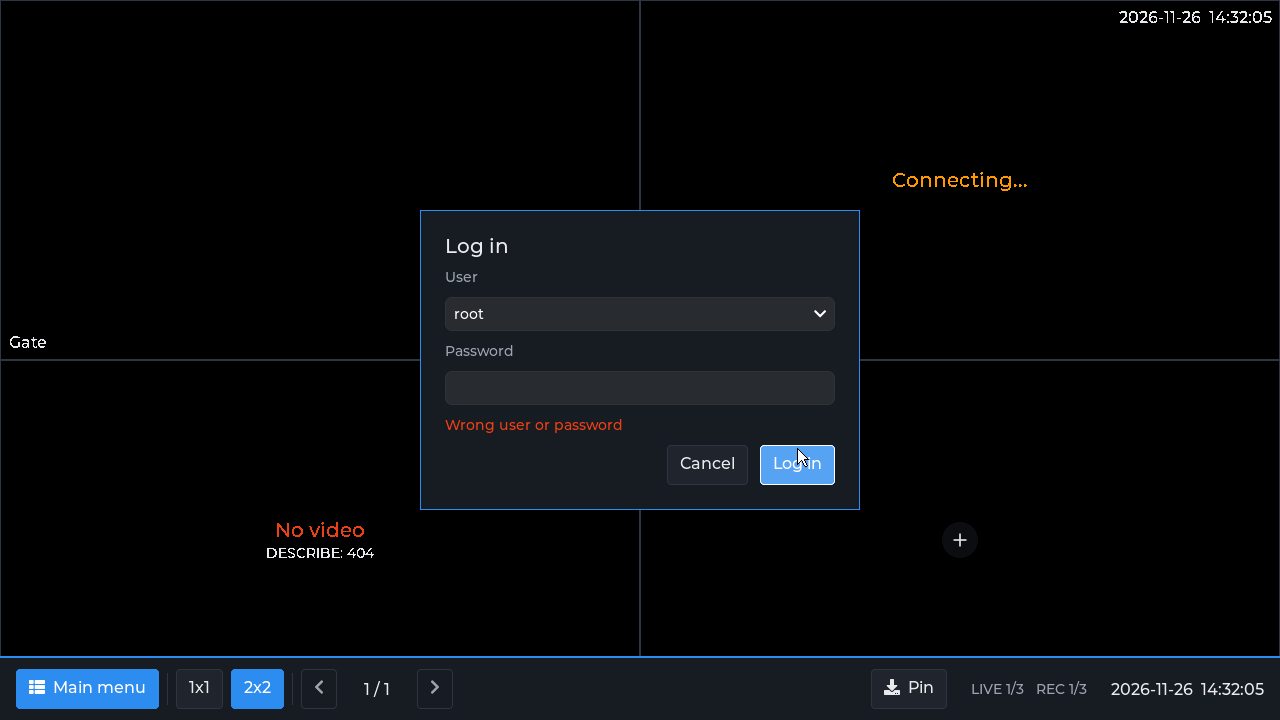 2026-11-26 14:32:05
Connecting...
Log in
User
root
Password
Gate
Wrong user or password
Cancel
Log in
No video
DESCRIBE: 404
+
Main menu
1x1
2x2
1 / 1
Pin
LIVE 1/3
REC 1/3
2026-11-26 14:32:05